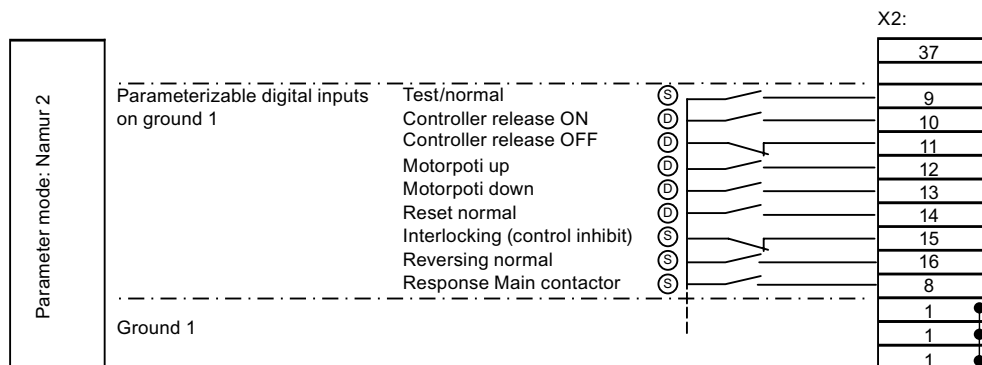 X2:
37
Parameter mode: Namur 2
Parameterizable digital inputs
on ground 1
Test/normal S 9
Controller release ON D 10
Controller release OFF D 11
Motorpoti up D 12
Motorpoti down D 13
Reset normal D 14
Interlocking (control inhibit) S 15
Reversing normal S 16
Response Main contactor S 8
Ground 1
1
1
1